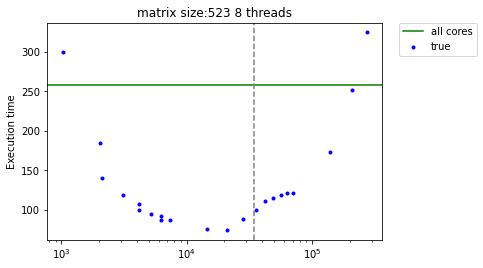 matrix size:523 8 threads
all cores
true
Execution time
300
250
200
150
100
10³
10⁴
10⁵